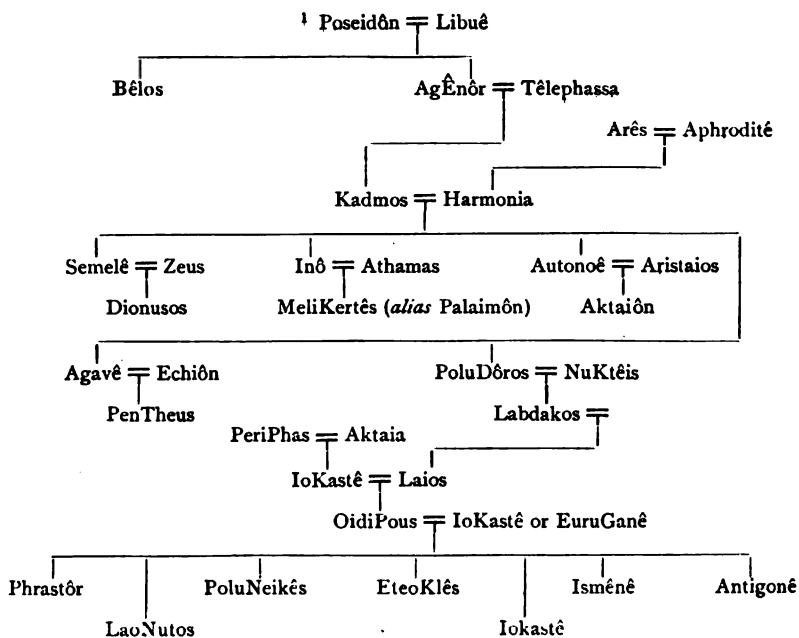 ¹ Poseidôn = Libuê
Bêlos AgÊnôr = Têlephassa
Arês = Aphrodité
Kadmos = Harmonia
Semelê = Zeus Inô = Athamas Autonoê = Aristaios
Dionusos MeliKertês (alias Palaimôn) Aktaiôn
Agavê = Echiôn PoluDôros = NuKtêis
PenTheus Labdakos =
PeriPhas = Aktaia
IoKastê = Laios
OidiPous = IoKastê or EuruGanê
Phrastôr PoluNeikês EteoKlês Ismênê Antigonê
LaoNutos Iokastê